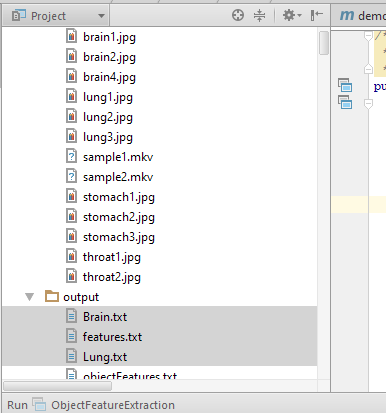 Project
brain1.jpg
brain2.jpg
brain4.jpg
lung1.jpg
lung2.jpg
lung3.jpg
sample1.mkv
sample2.mkv
stomach1.jpg
stomach2.jpg
stomach3.jpg
throat1.jpg
throat2.jpg
output
Brain.txt
features.txt
Lung.txt
objectFeatures.txt
m demo
/*
*
*
pu
Run ObjectFeatureExtraction